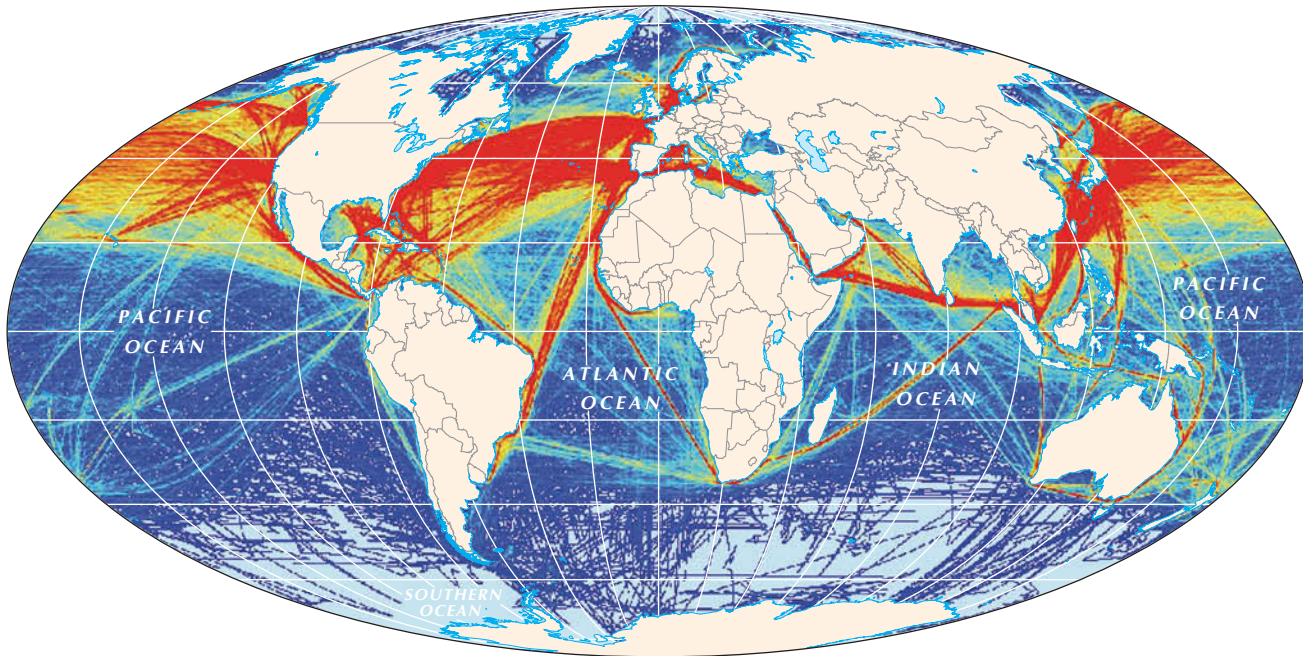 PACIFIC
OCEAN
ATLANTIC
OCEAN
INDIAN
OCEAN
PACIFIC
OCEAN
SOUTHERN
OCEAN